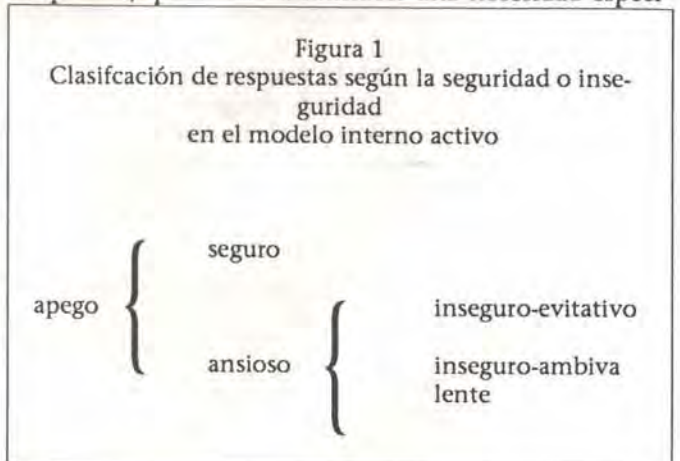 Figura 1
Clasifcación de respuestas según la seguridad o inse-
guridad
en el modelo interno activo
seguro
apego
inseguro-evitativo
ansioso
inseguro-ambiva
lente